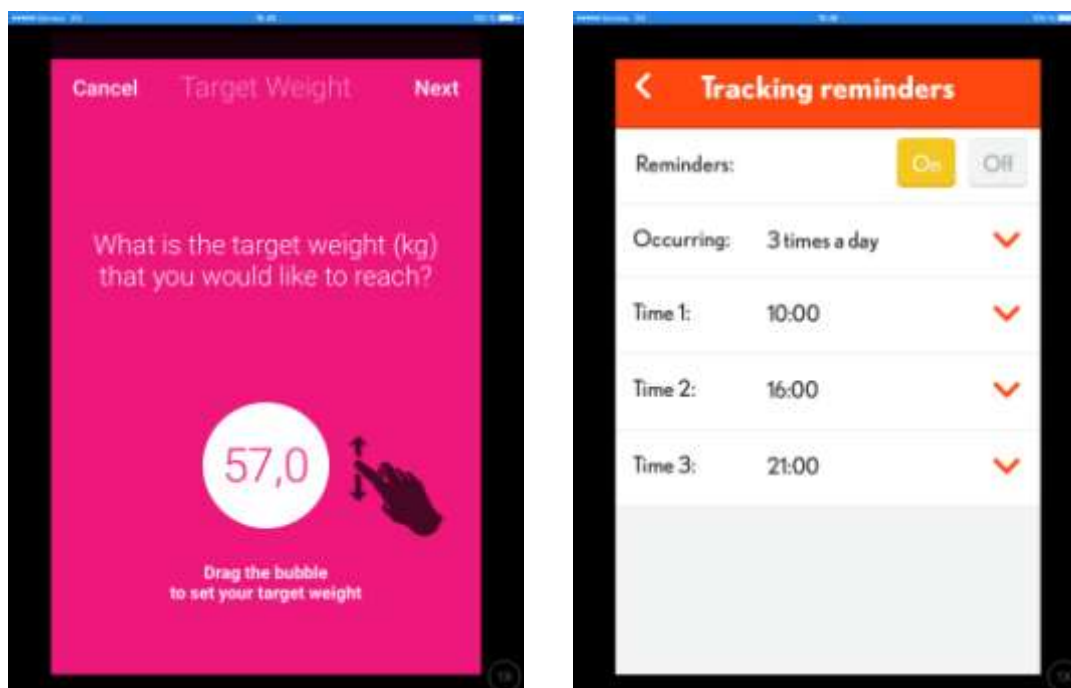 Cancel Target Weight Next
What is the target weight (kg)
that you would like to reach?
57,0
Drag the bubble
to set your target weight
Tracking reminders
Reminders: On Off
Occurring: 3 times a day
Time 1: 10:00
Time 2: 16:00
Time 3: 21:00